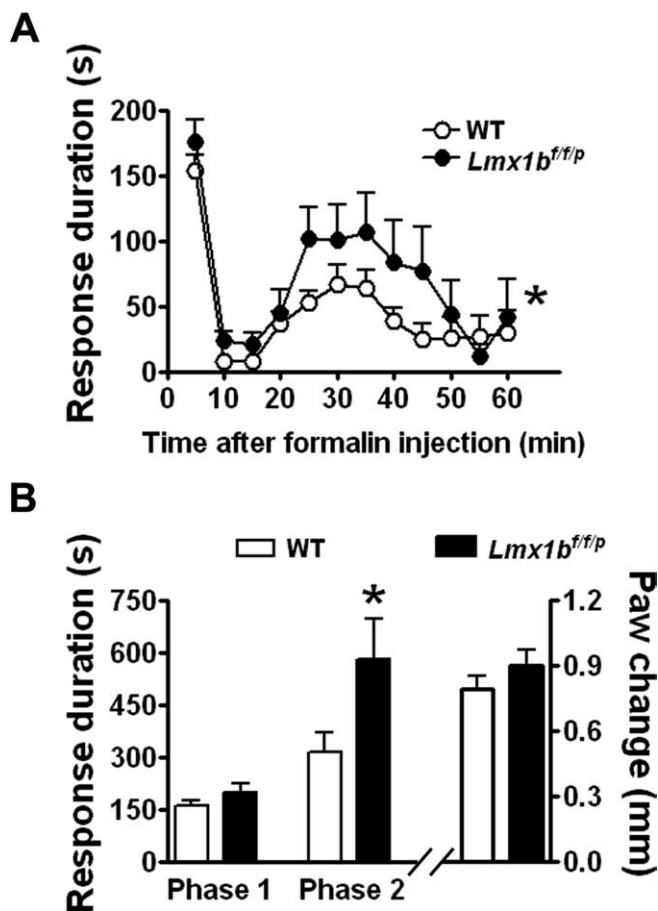 A
Response duration (s)
200
150
100
50
0
WT
Lmx1b f/f/p
*
0 10 20 30 40 50 60
Time after formalin injection (min)
B
WT
Lmx1b f/f/p
Response duration (s)
750
600
450
300
150
0
*
Phase 1 Phase 2
1.2
0.9
0.6
0.3
0.0
Paw change (mm)